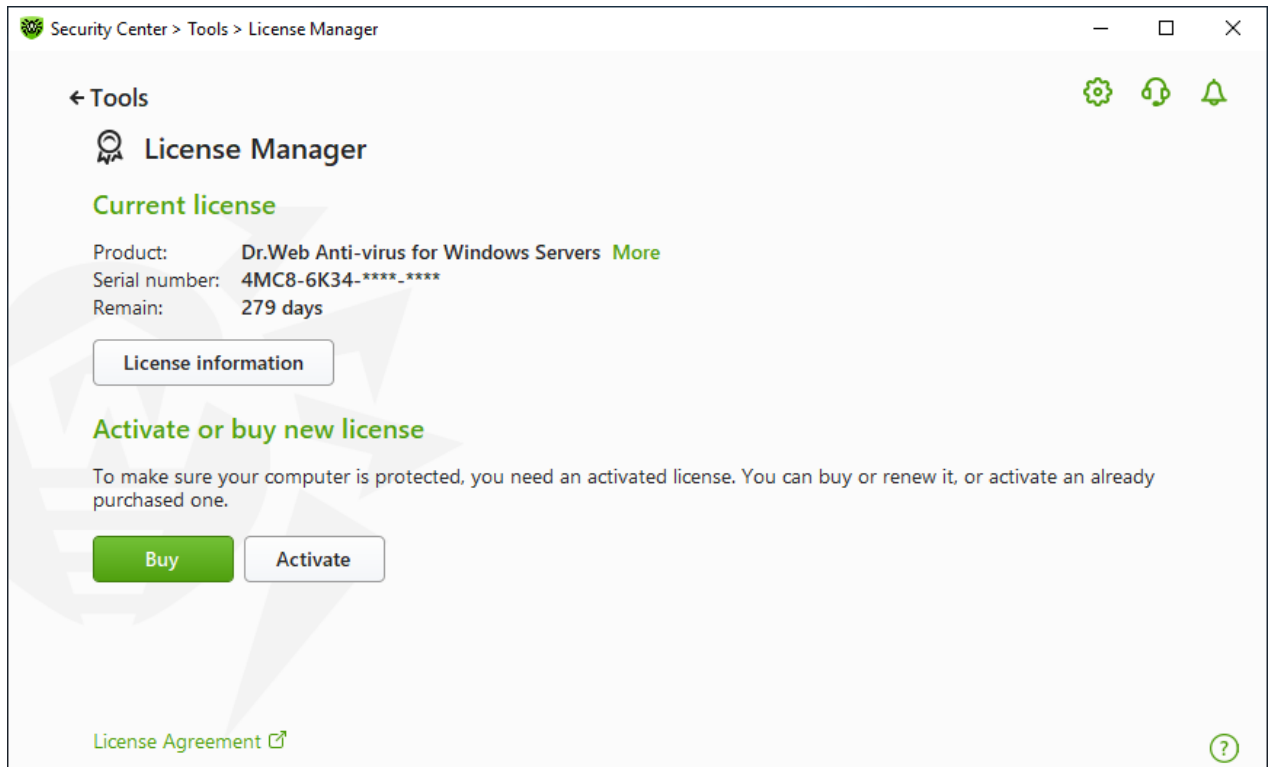 Security Center > Tools > License Manager
Tools
License Manager
Current license
Product: Dr.Web Anti-virus for Windows Servers More
Serial number: 4MC8-6K34-****-****
Remain: 279 days
License information
Activate or buy new license
To make sure your computer is protected, you need an activated license. You can buy or renew it, or activate an already
purchased one.
Buy Activate
License Agreement
?